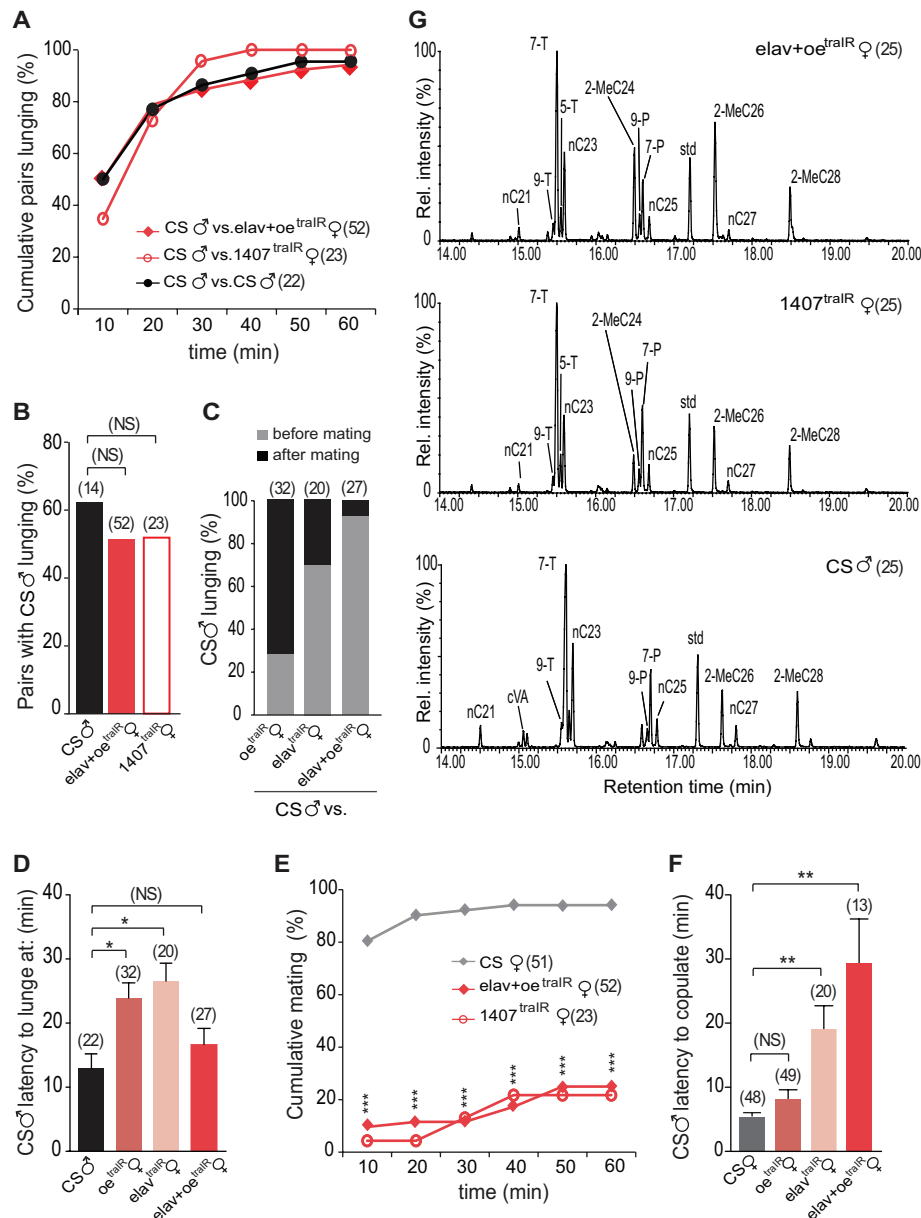 A
Cumulative pairs lunging (%)
100
80
60
40
20
0
10 20 30 40 50 60
time (min)
CS ♂ vs.elav+oe^traIR ♀ (52)
CS ♂ vs.1407^traIR ♀ (23)
CS ♂ vs.CS ♂ (22)
B
Pairs with CS♂ lunging (%)
80
60
40
20
0
(NS)
(NS)
(14)
(52)
(23)
CS♂
elav+oe^traIR♀
1407^traIR♀
C
before mating
after mating
CS♂ lunging (%)
100
80
60
40
20
0
(32) (20) (27)
oe^traIR♀
elav^traIR♀
elav+oe^traIR♀
CS♂ vs.
G
elav+oe^traIR ♀ (25)
Rel. intensity (%)
100
0
7-T
5-T
nC23
9-T
nC21
2-MeC24
9-P
7-P
nC25
std
2-MeC26
nC27
2-MeC28
14.00 15.00 16.00 17.00 18.00 19.00 20.00
1407^traIR ♀ (25)
Rel. intensity (%)
100
0
7-T
5-T
nC23
9-T
nC21
2-MeC24
9-P
7-P
nC25
std
2-MeC26
nC27
2-MeC28
14.00 15.00 16.00 17.00 18.00 19.00 20.00
CS ♂ (25)
Rel. intensity (%)
100
0
7-T
nC23
9-T
cVA
nC21
9-P
7-P
nC25
std
2-MeC26
nC27
2-MeC28
14.00 15.00 16.00 17.00 18.00 19.00 20.00
Retention time (min)
D
CS♂ latency to lunge at: (min)
40
30
20
10
0
(NS)
*
*
(22)
(32)
(20)
(27)
CS♂
oe^traIR♀
elav^traIR♀
elav+oe^traIR♀
E
Cumulative mating (%)
100
80
60
40
20
0
CS ♀ (51)
elav+oe^traIR ♀ (52)
1407^traIR ♀ (23)
*** *** *** *** *** ***
10 20 30 40 50 60
time (min)
F
CS♂ latency to copulate (min)
40
30
20
10
0
**
**
(NS)
(48)
(49)
(20)
(13)
CS♀
oe^traIR♀
elav^traIR♀
elav+oe^traIR♀